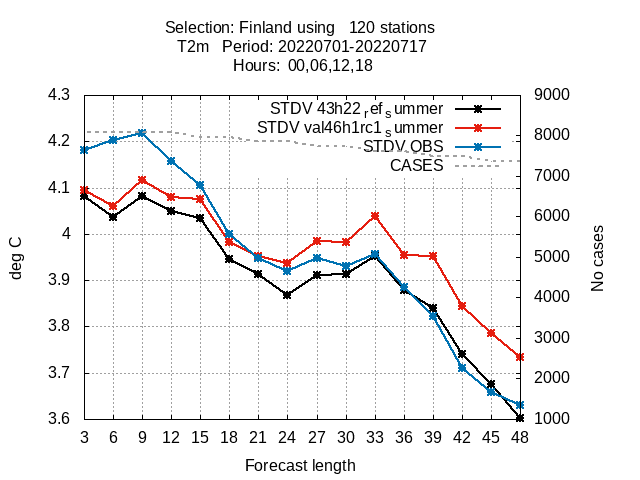 Selection: Finland using   120 stations
T2m   Period: 20220701-20220717
Hours:  00,06,12,18
STDV 43h22refsummer
STDV val46h1rc1summer
STDV OBS
CASES
4.3
4.2
4.1
4
3.9
3.8
3.7
3.6
deg C
9000
8000
7000
6000
5000
4000
3000
2000
1000
No cases
3 6 9 12 15 18 21 24 27 30 33 36 39 42 45 48
Forecast length